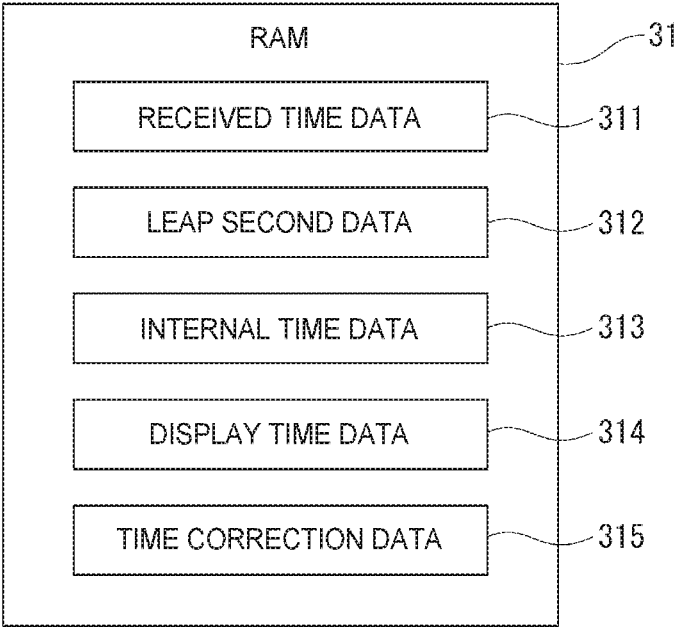 RAM
31
RECEIVED TIME DATA
311
LEAP SECOND DATA
312
INTERNAL TIME DATA
313
DISPLAY TIME DATA
314
TIME CORRECTION DATA
315